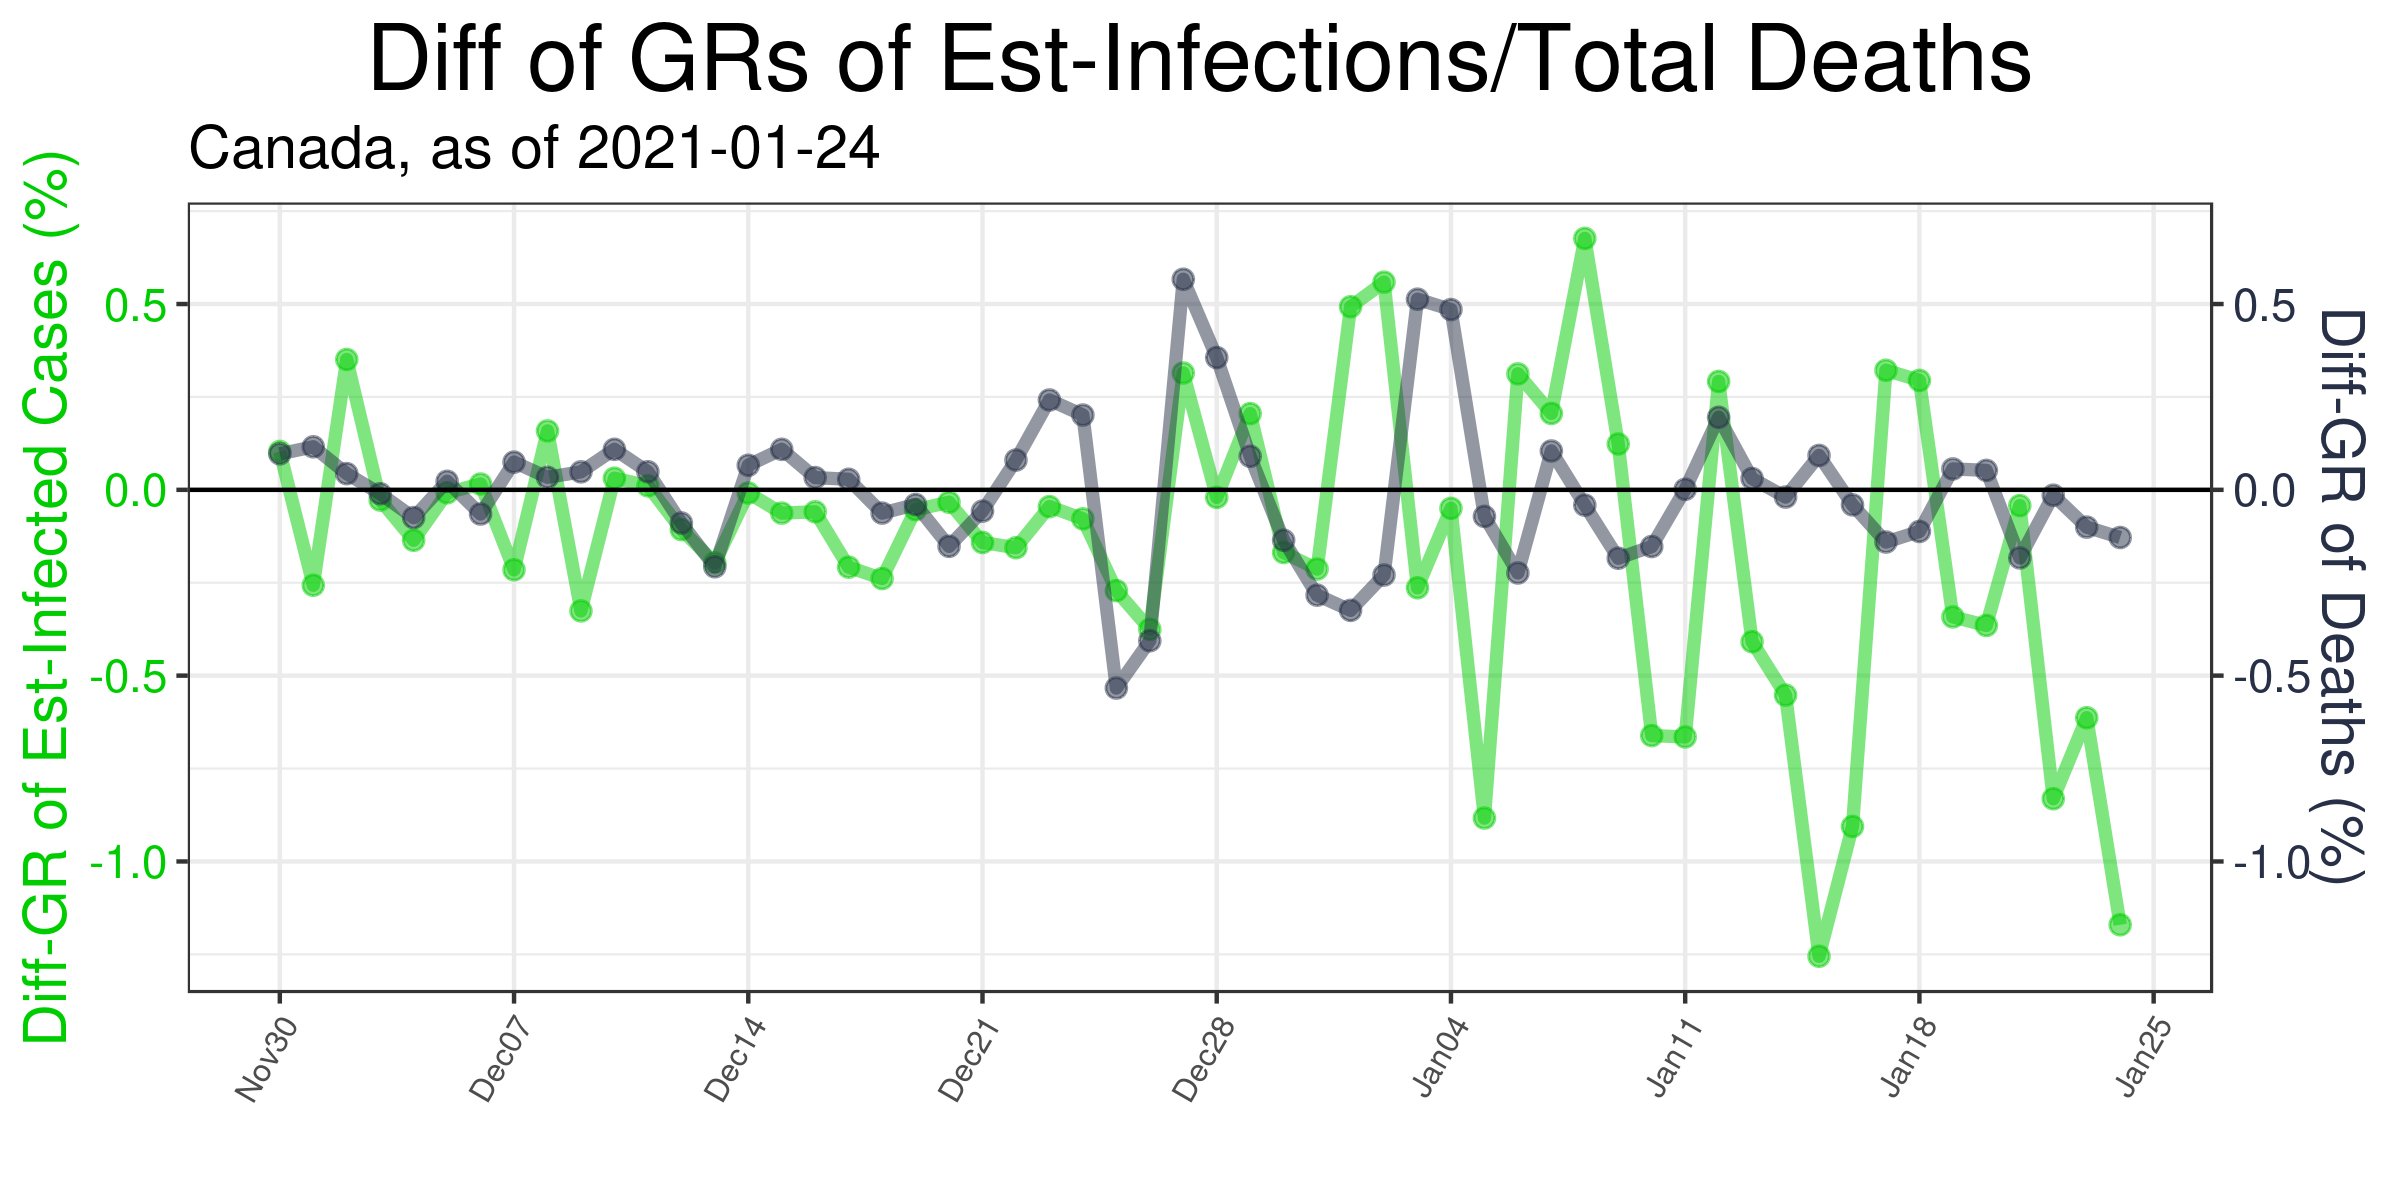 Diff of GRs of Est-Infections/Total Deaths
Canada, as of 2021-01-24
Diff-GR of Est-Infected Cases (%)
0.5
0.0
-0.5
-1.0
0.5
0.0
-0.5
-1.0
Diff-GR of Deaths (%)
Nov30
Dec07
Dec14
Dec21
Dec28
Jan04
Jan11
Jan18
Jan25